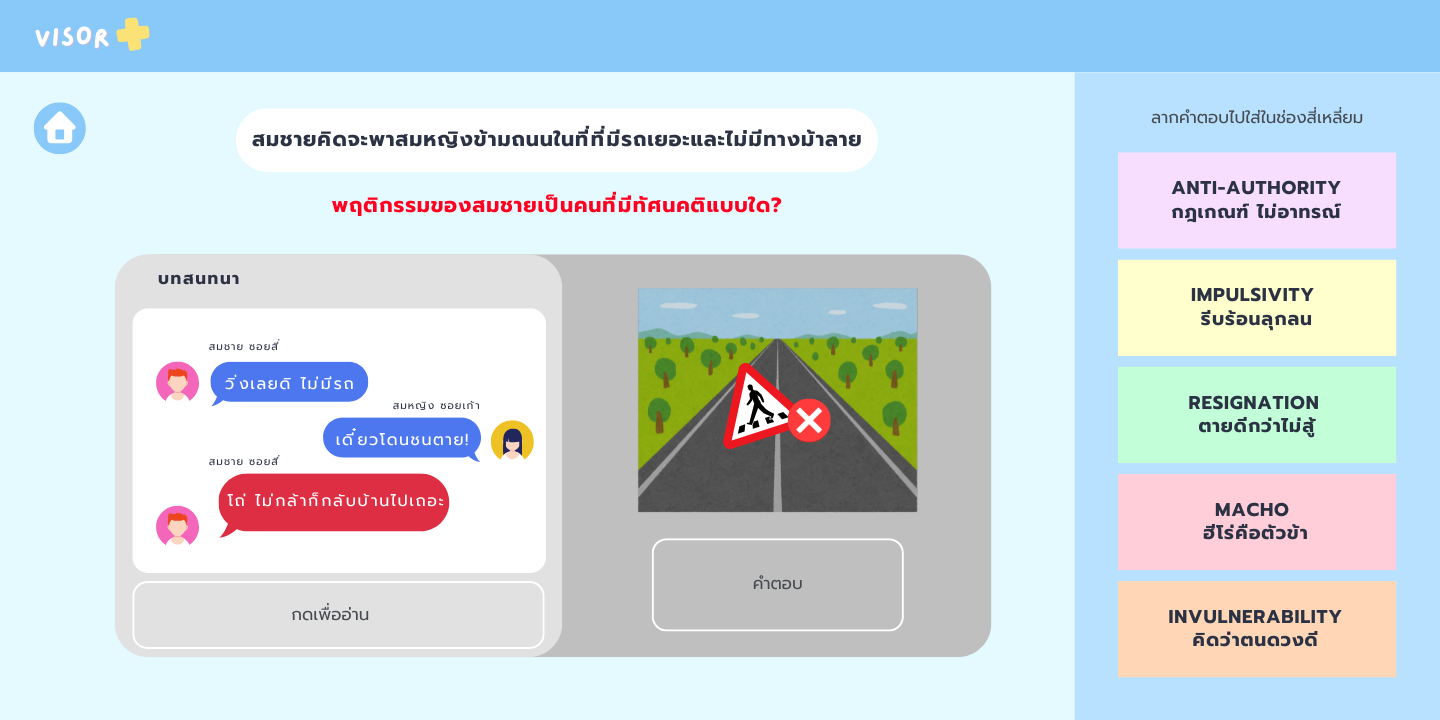 VISOR
สมชายคิดจะพาสมหญิงข้ามถนนในที่ที่มีรถเยอะและไม่มีทางม้าลาย
พฤติกรรมของสมชายเป็นคนที่มีทัศนคติแบบใด?
บทสนทนา
สมชาย ซอยสี่
วิ่งเลยดิ ไม่มีรถ
สมหญิง ซอยเก้า
เดี๋ยวโดนชนตาย!
สมชาย ซอยสี่
โถ่ ไม่กล้าก็กลับบ้านไปเถอะ
กดเพื่ออ่าน
คำตอบ
ลากคำตอบไปใส่ในช่องสี่เหลี่ยม
ANTI-AUTHORITY
กฎเกณฑ์ ไม่อาทรณ์
IMPULSIVITY
รีบร้อนลุกลน
RESIGNATION
ตายดีกว่าไม่สู้
MACHO
ฮีโร่คือตัวข้า
INVULNERABILITY
คิดว่าตนดวงดี